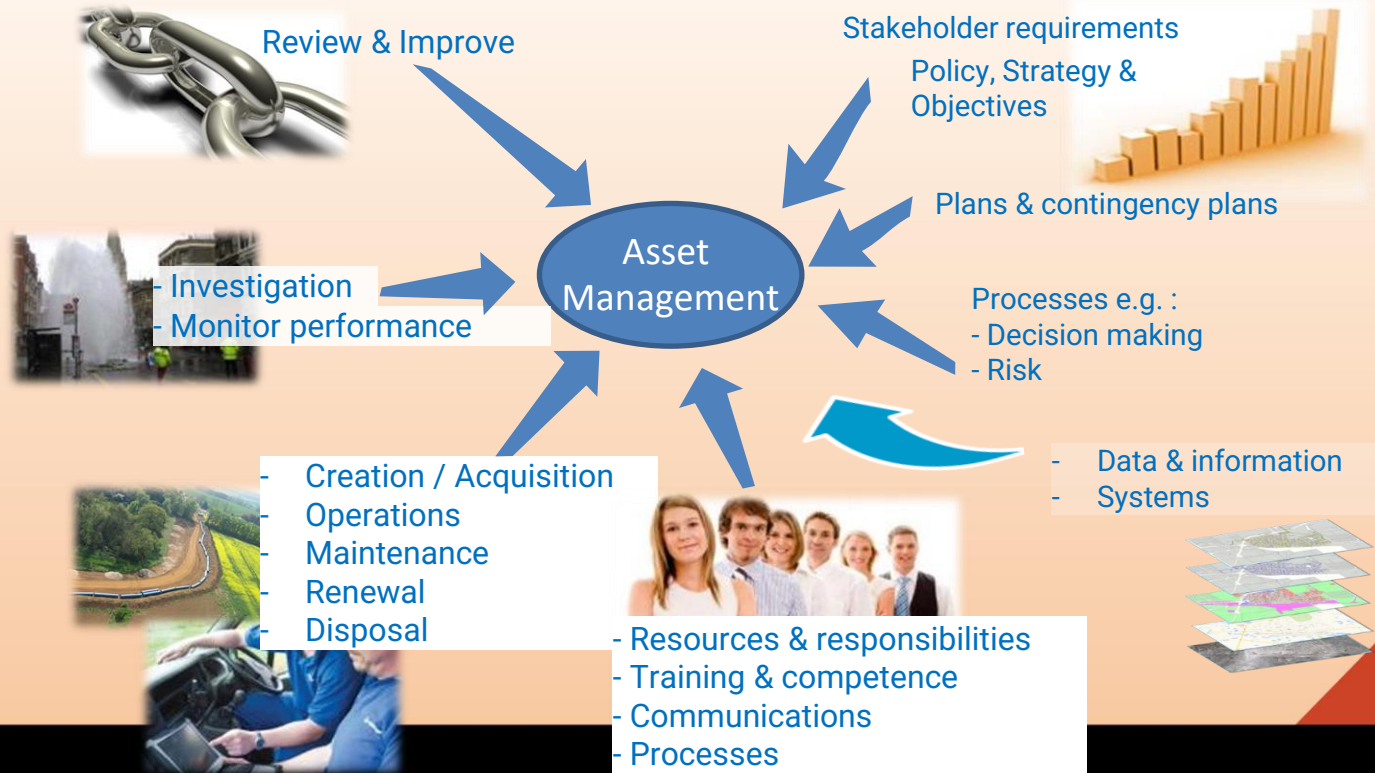 Review & Improve
Stakeholder requirements
Policy, Strategy &
Objectives
Plans & contingency plans
Asset
Management
- Investigation
- Monitor performance
Processes e.g. :
- Decision making
- Risk
- Data & information
- Systems
- Creation / Acquisition
- Operations
- Maintenance
- Renewal
- Disposal
- Resources & responsibilities
- Training & competence
- Communications
- Processes